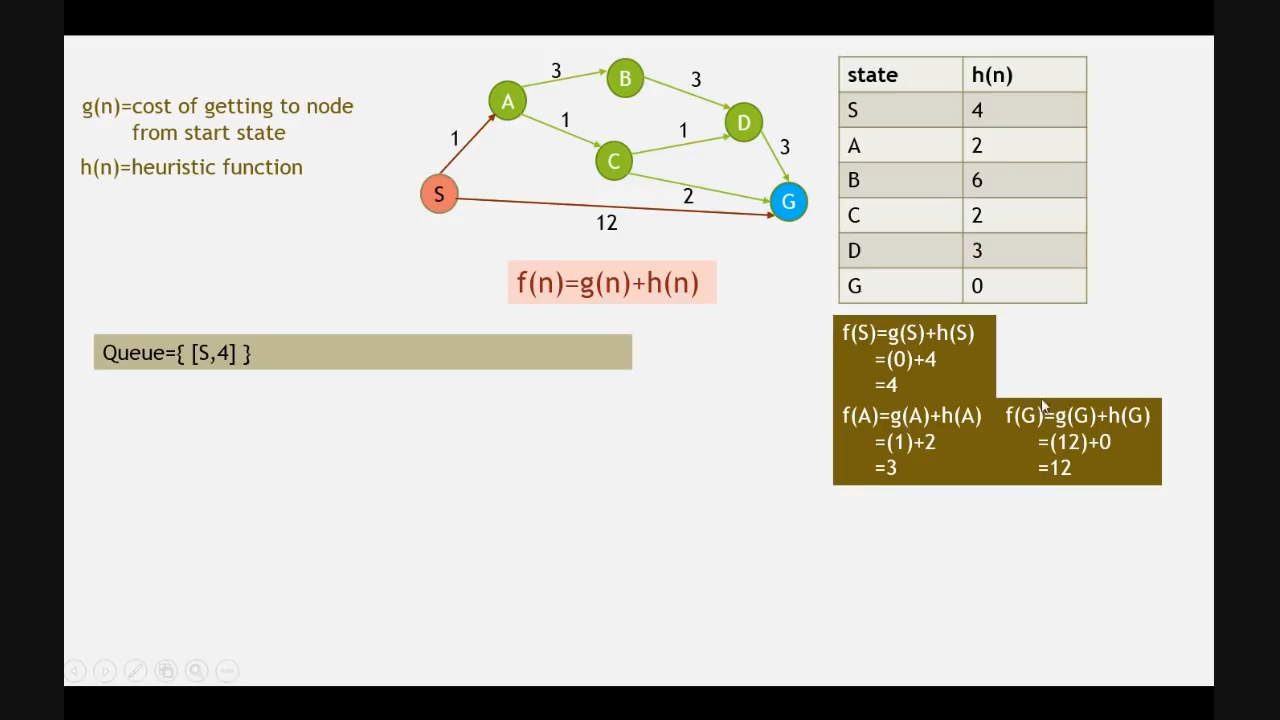 g(n)=cost of getting to node
from start state
h(n)=heuristic function
3
B
3
A
1
1
D
1
C
3
S
2
G
12
f(n)=g(n)+h(n)
Queue={ [S,4] }
state h(n)
S 4
A 2
B 6
C 2
D 3
G 0
f(S)=g(S)+h(S)
=(0)+4
=4
f(A)=g(A)+h(A)
=(1)+2
=3
f(G)=g(G)+h(G)
=(12)+0
=12